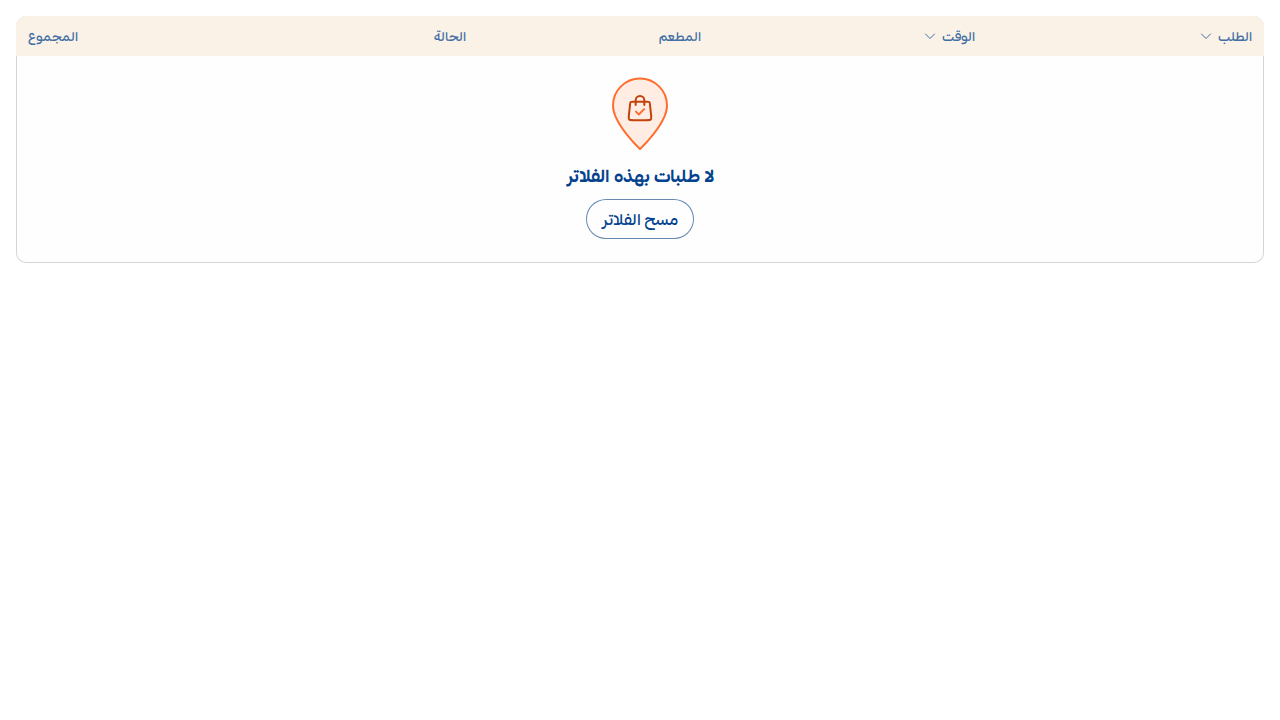 الطلب الوقت المطعم الحالة المجموع
لا طلبات بهذه الفلاتر
مسح الفلاتر